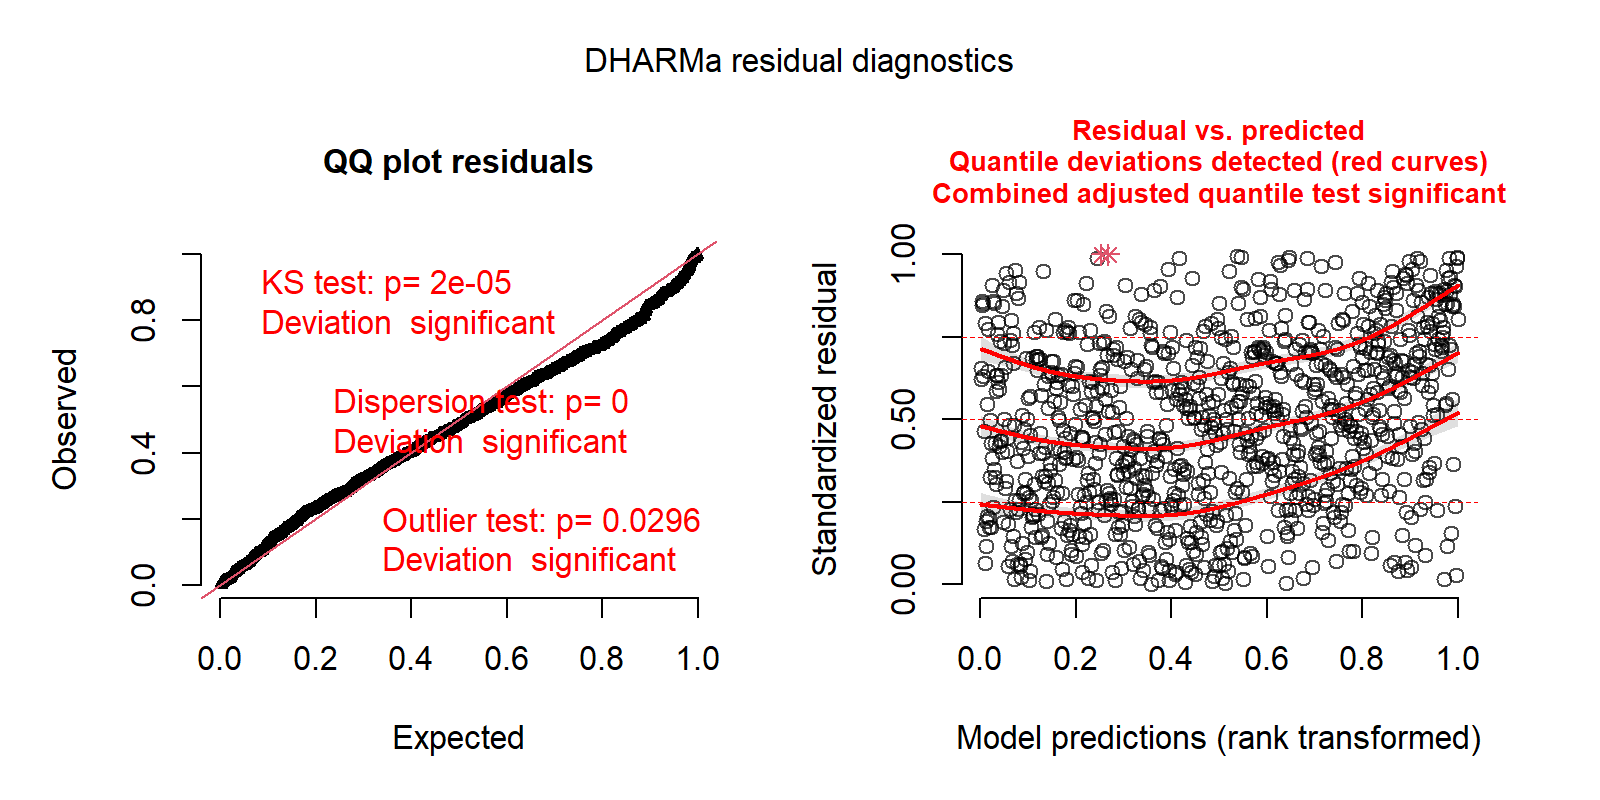 DHARMa residual diagnostics
QQ plot residuals
KS test: p= 2e-05
Deviation  significant
Dispersion test: p= 0
Deviation  significant
Outlier test: p= 0.0296
Deviation  significant
Observed
0.0
0.4
0.8
0.0 0.2 0.4 0.6 0.8 1.0
Expected
Residual vs. predicted
Quantile deviations detected (red curves)
Combined adjusted quantile test significant
Standardized residual
0.00
0.50
1.00
0.0 0.2 0.4 0.6 0.8 1.0
Model predictions (rank transformed)